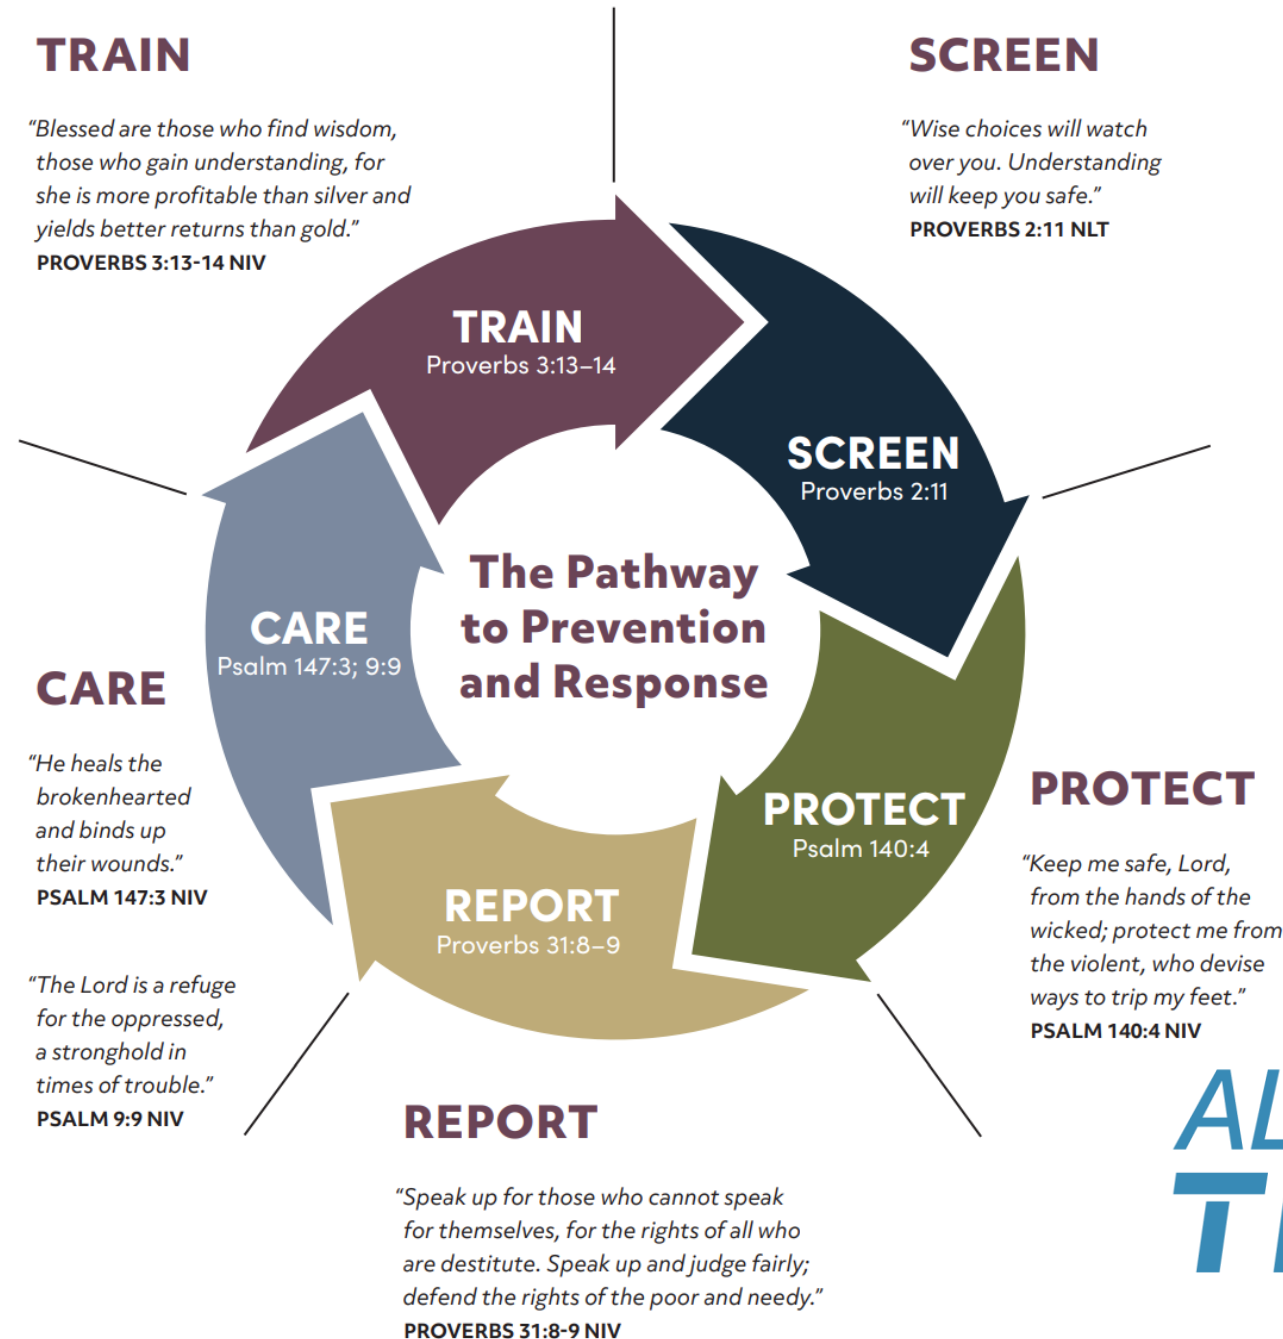 TRAIN
“Blessed are those who find wisdom,
those who gain understanding, for
she is more profitable than silver and
yields better returns than gold.”
PROVERBS 3:13-14 NIV
SCREEN
“Wise choices will watch
over you. Understanding
will keep you safe.”
PROVERBS 2:11 NLT
TRAIN
Proverbs 3:13–14
SCREEN
Proverbs 2:11
The Pathway
to Prevention
and Response
CARE
Psalm 147:3; 9:9
PROTECT
Psalm 140:4
REPORT
Proverbs 31:8–9
CARE
“He heals the
brokenhearted
and binds up
their wounds.”
PSALM 147:3 NIV
“The Lord is a refuge
for the oppressed,
a stronghold in
times of trouble.”
PSALM 9:9 NIV
PROTECT
“Keep me safe, Lord,
from the hands of the
wicked; protect me from
the violent, who devise
ways to trip my feet.”
PSALM 140:4 NIV
REPORT
“Speak up for those who cannot speak
for themselves, for the rights of all who
are destitute. Speak up and judge fairly;
defend the rights of the poor and needy.”
PROVERBS 31:8-9 NIV